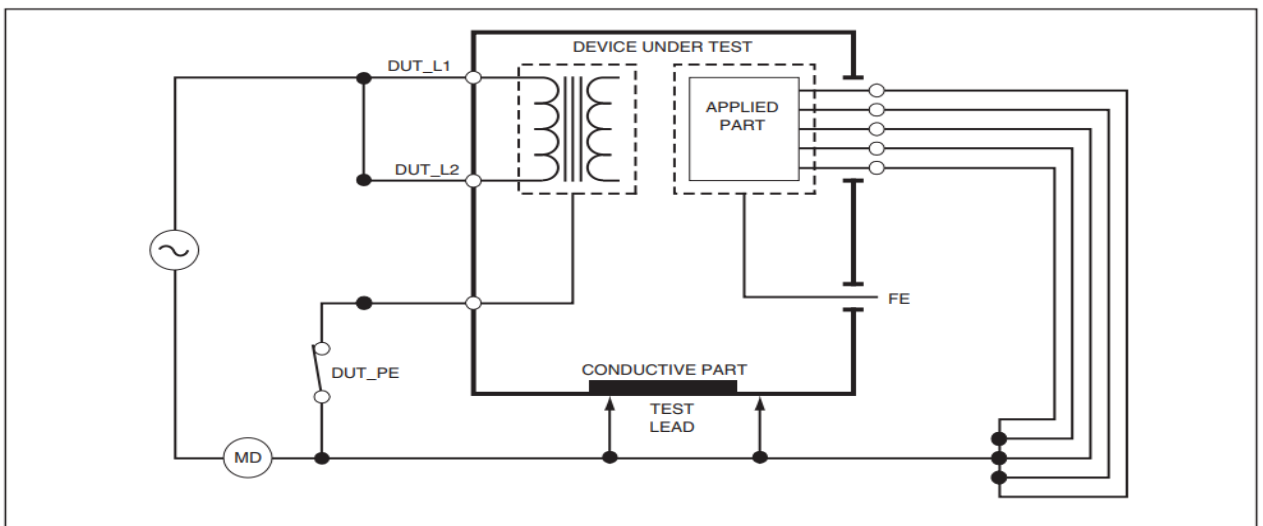 DEVICE UNDER TEST
DUT_L1
APPLIED
PART
DUT_L2
FE
DUT_PE
CONDUCTIVE PART
TEST
LEAD
MD